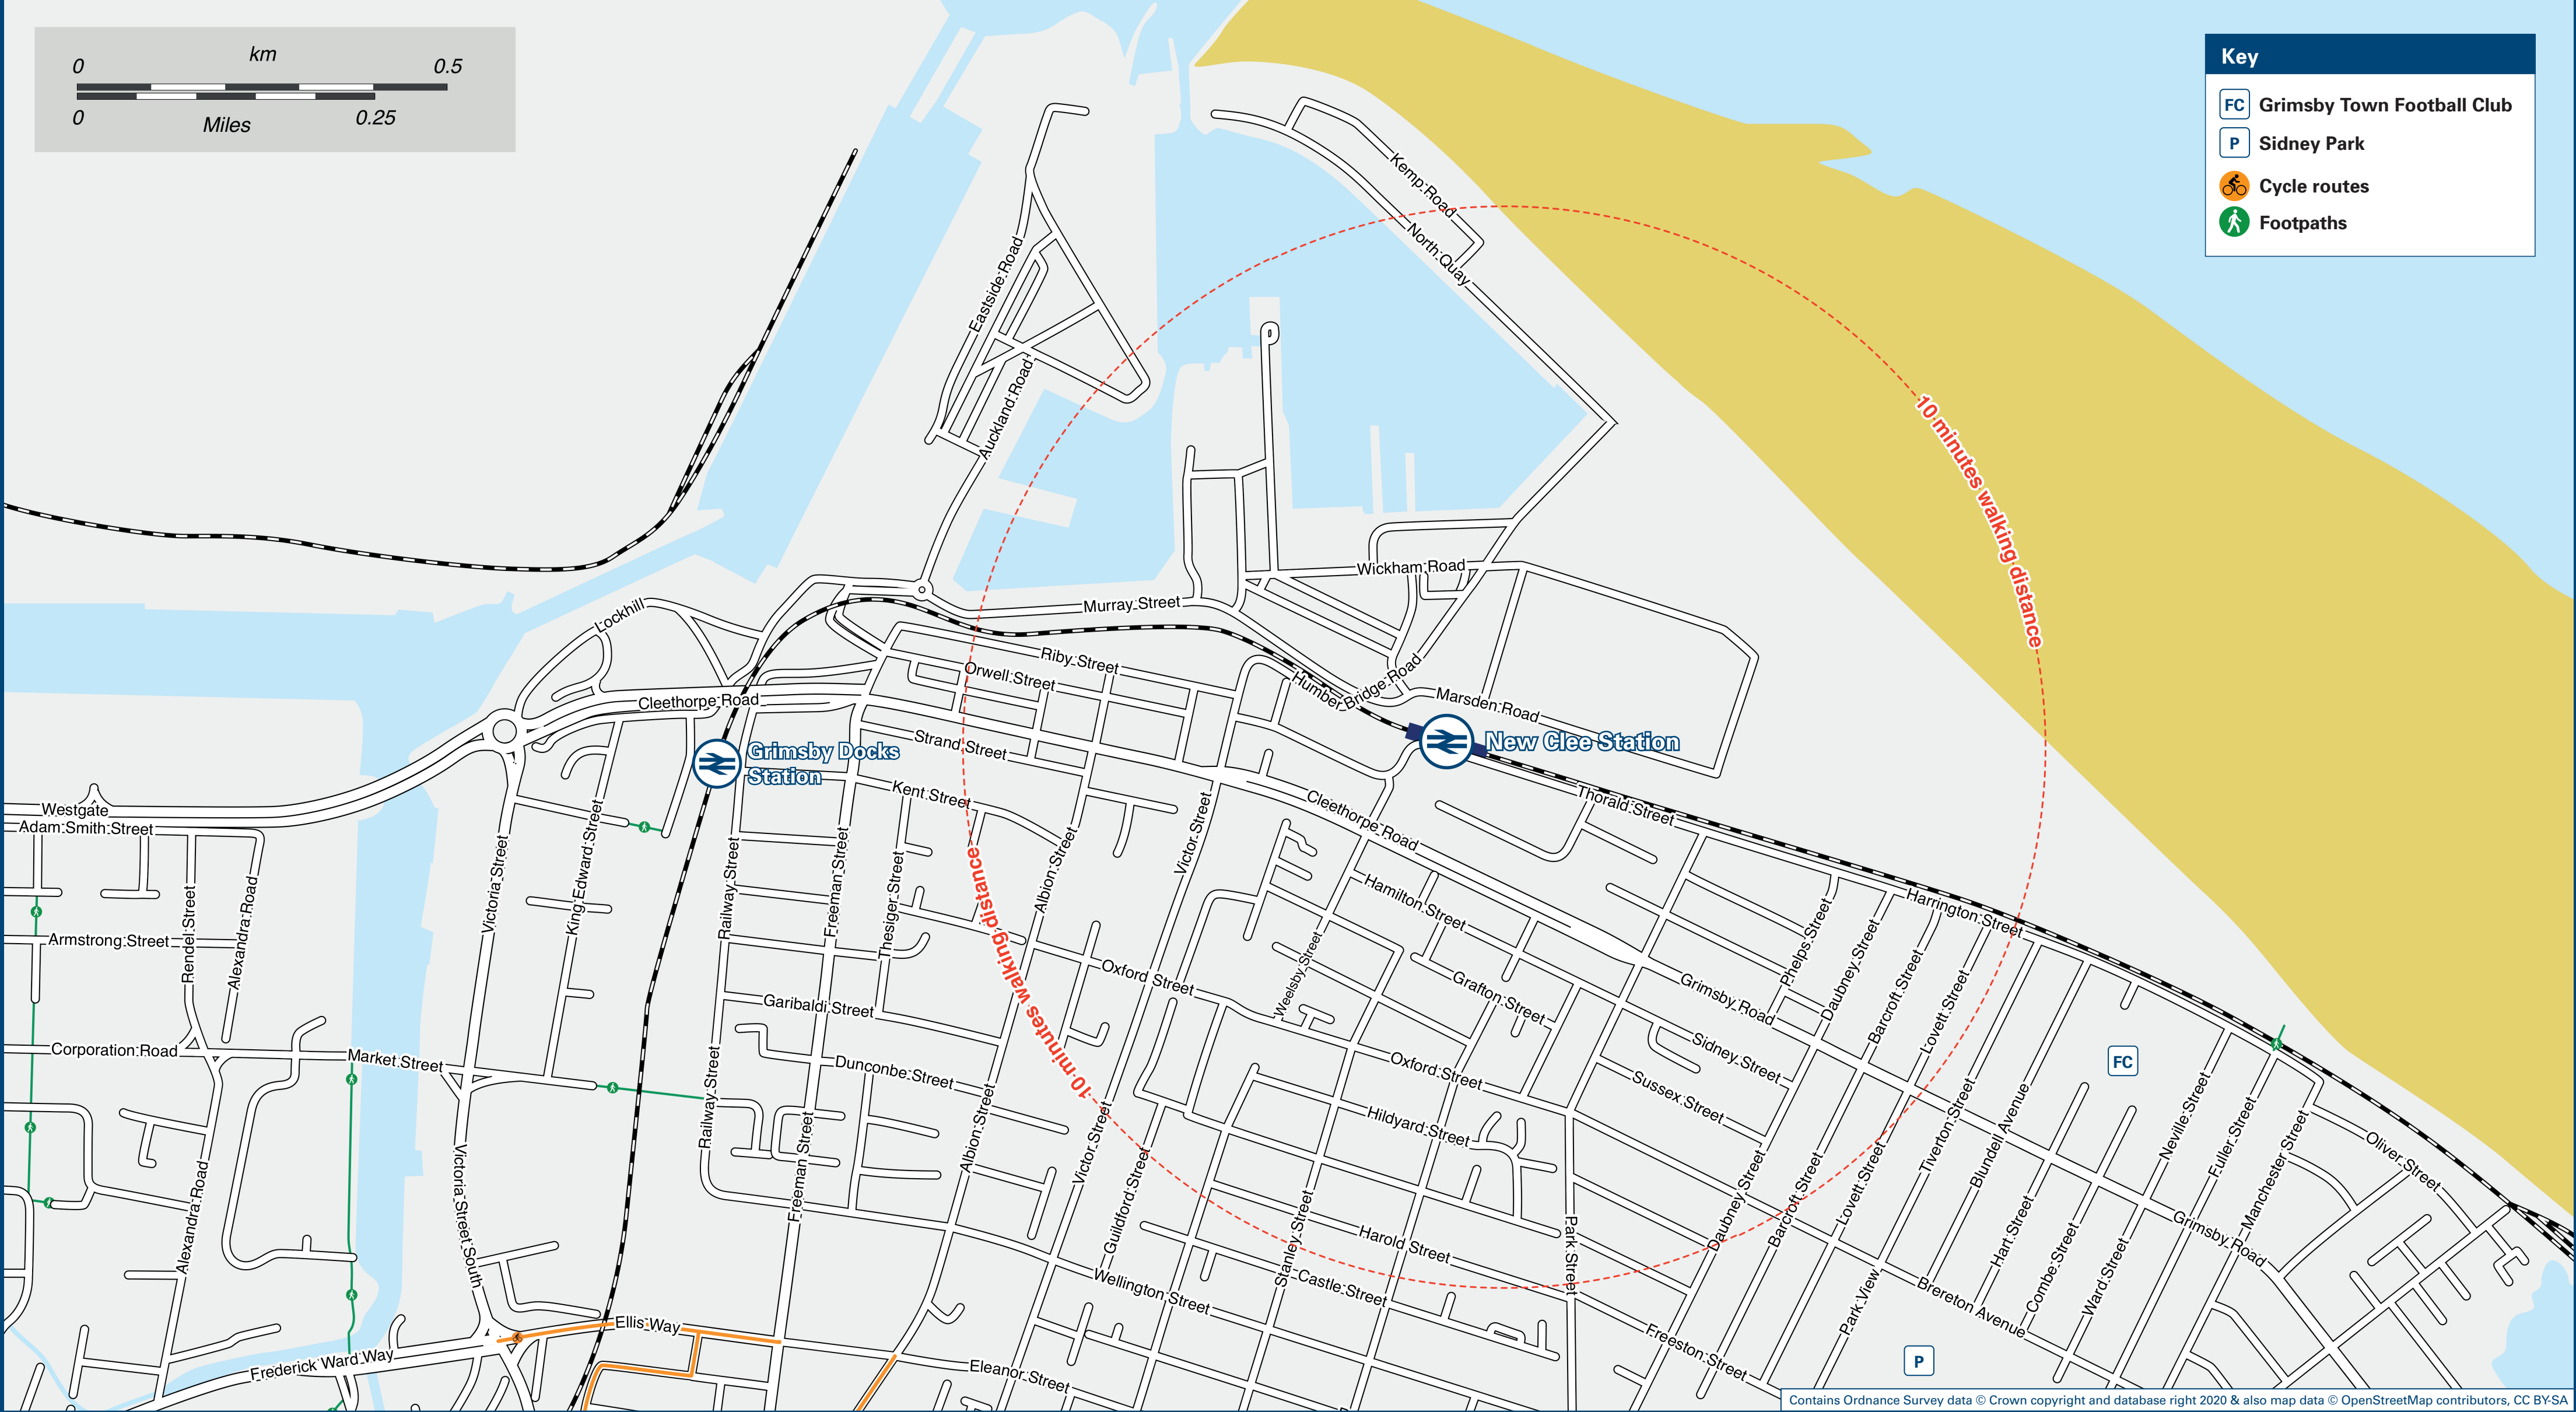 km
0
0.5
0
Miles
0.25
Key
FC Grimsby Town Football Club
P Sidney Park
Cycle routes
Footpaths
Kemp Road
North Quay
Eastside Road
Auckland Road
10 minutes walking distance
Wickham Road
Murray Street
Lockhill
Riby Street
Orwell Street
Humber Bridge Road
Marsden Road
Cleethorpe Road
Strand Street
Grimsby Docks
Station
New Clee Station
Kent Street
Cleethorpe Road
Thorald Street
Westgate
Adam Smith Street
Victoria Street
King Edward Street
Railway Street
Freeman Street
Thesiger Street
Albion Street
Victor Street
10 minutes walking distance
Hamilton Street
Harrington Street
Rendel Street
Alexandra Road
Armstrong Street
Oxford Street
Weelsby Street
Grafton Street
Grimsby Road
Phelps Street
Daubney Street
Barcroft Street
Lovett Street
Garibaldi Street
Corporation Road
Market Street
Duncombe Street
Railway Street
Freeman Street
Albion Street
Victor Street
Guildford Street
Oxford Street
Hildyard Street
Sidney Street
Sussex Street
FC
Tiverton Street
Blundell Avenue
Neville Street
Fuller Street
Manchester Street
Oliver Street
Alexandra Road
Victoria Street South
Stanley Street
Harold Street
Castle Street
Park Street
Daubney Street
Barcroft Street
Lovett Street
Hart Street
Combe Street
Ward Street
Grimsby Road
Wellington Street
Park View
Brereton Avenue
Ellis Way
Frederick Ward Way
Eleanor Street
Freeston Street
P
Contains Ordnance Survey data © Crown copyright and database right 2020 & also map data © OpenStreetMap contributors, CC BY-SA